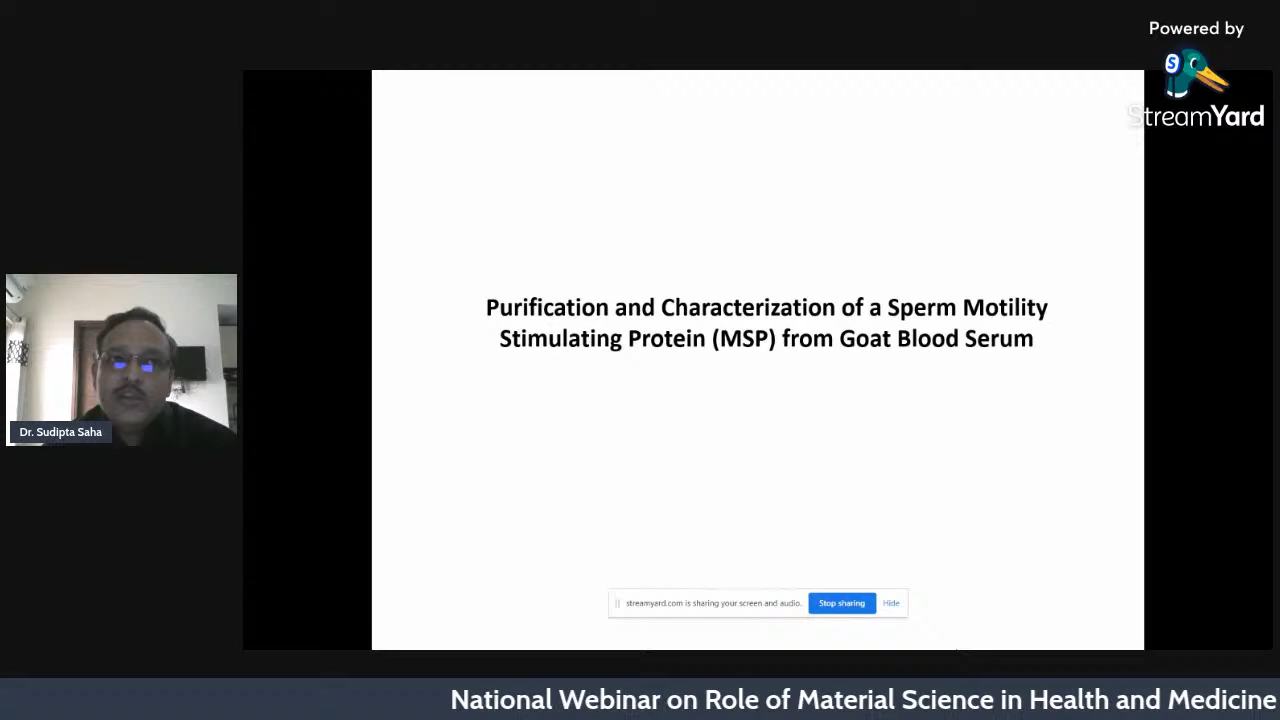 Powered by
StreamYard
Purification and Characterization of a Sperm Motility
Stimulating Protein (MSP) from Goat Blood Serum
Dr. Sudipta Saha
streamyard.com is sharing your screen and audio. Stop sharing Hide
National Webinar on Role of Material Science in Health and Medicine